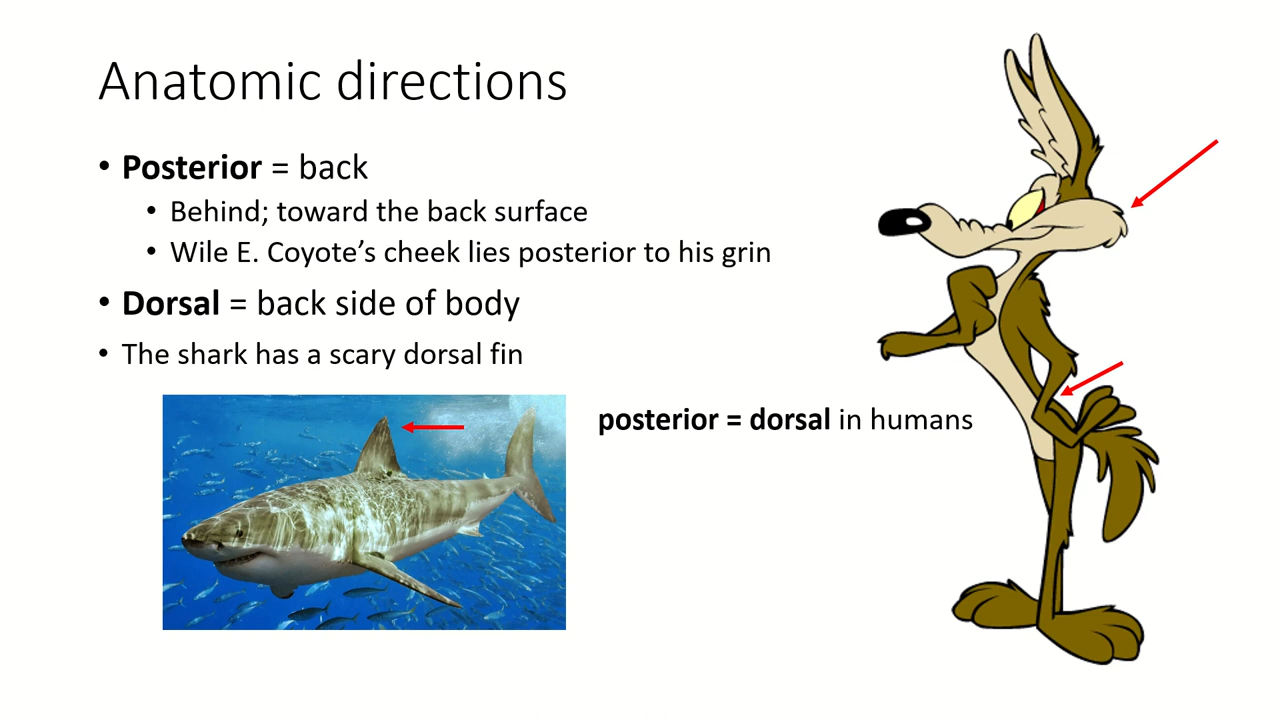 Anatomic directions
• Posterior = back
• Behind; toward the back surface
• Wile E. Coyote’s cheek lies posterior to his grin
• Dorsal = back side of body
• The shark has a scary dorsal fin
posterior = dorsal in humans